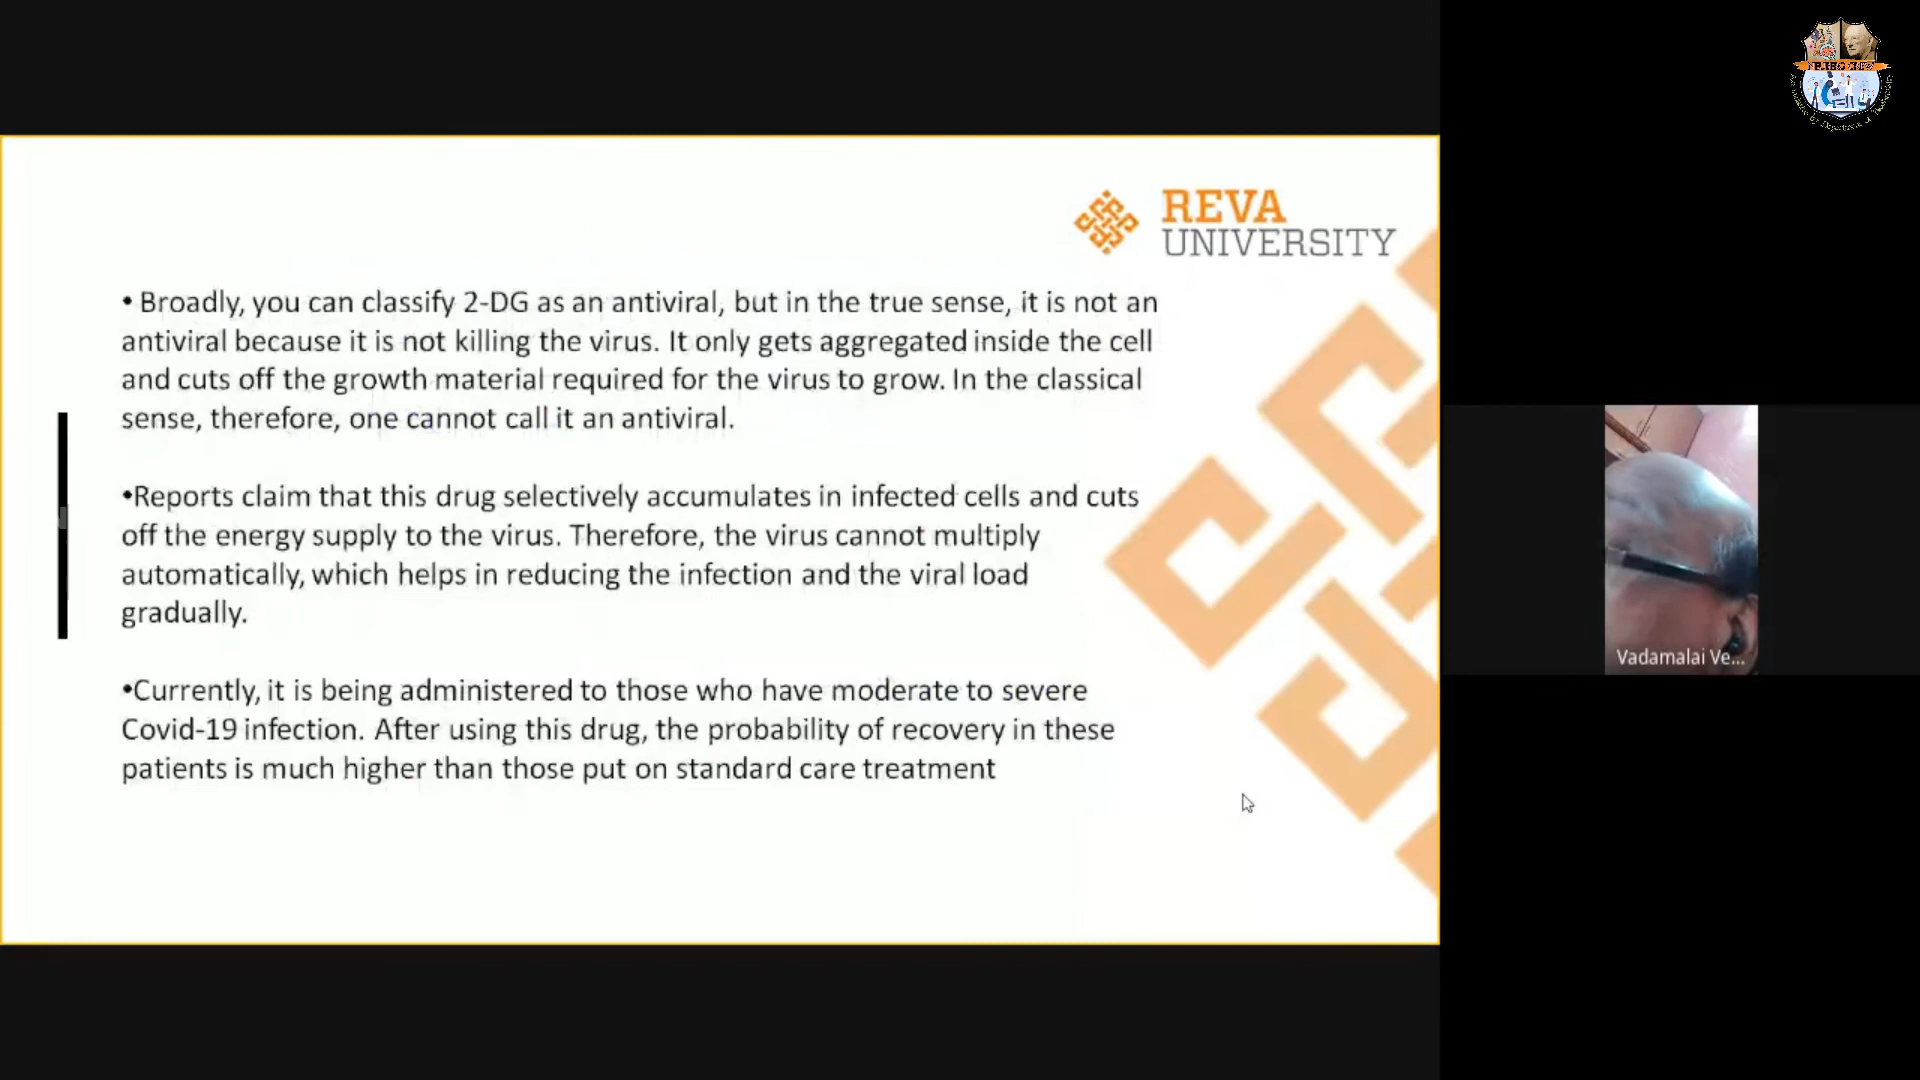 REVA
UNIVERSITY
• Broadly, you can classify 2-DG as an antiviral, but in the true sense, it is not an
antiviral because it is not killing the virus. It only gets aggregated inside the cell
and cuts off the growth material required for the virus to grow. In the classical
sense, therefore, one cannot call it an antiviral.
•Reports claim that this drug selectively accumulates in infected cells and cuts
off the energy supply to the virus. Therefore, the virus cannot multiply
automatically, which helps in reducing the infection and the viral load
gradually.
•Currently, it is being administered to those who have moderate to severe
Covid-19 infection. After using this drug, the probability of recovery in these
patients is much higher than those put on standard care treatment
Vadamalai Ve...